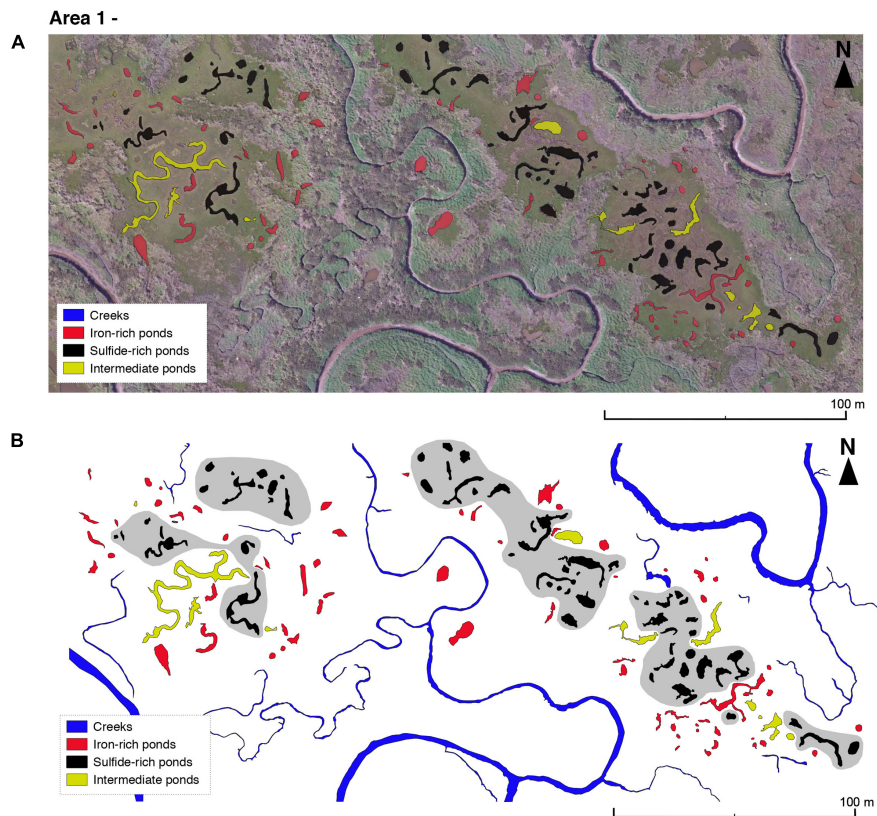 Area 1 -
A
N
Creeks
Iron-rich ponds
Sulfide-rich ponds
Intermediate ponds
100 m
B
N
Creeks
Iron-rich ponds
Sulfide-rich ponds
Intermediate ponds
100 m